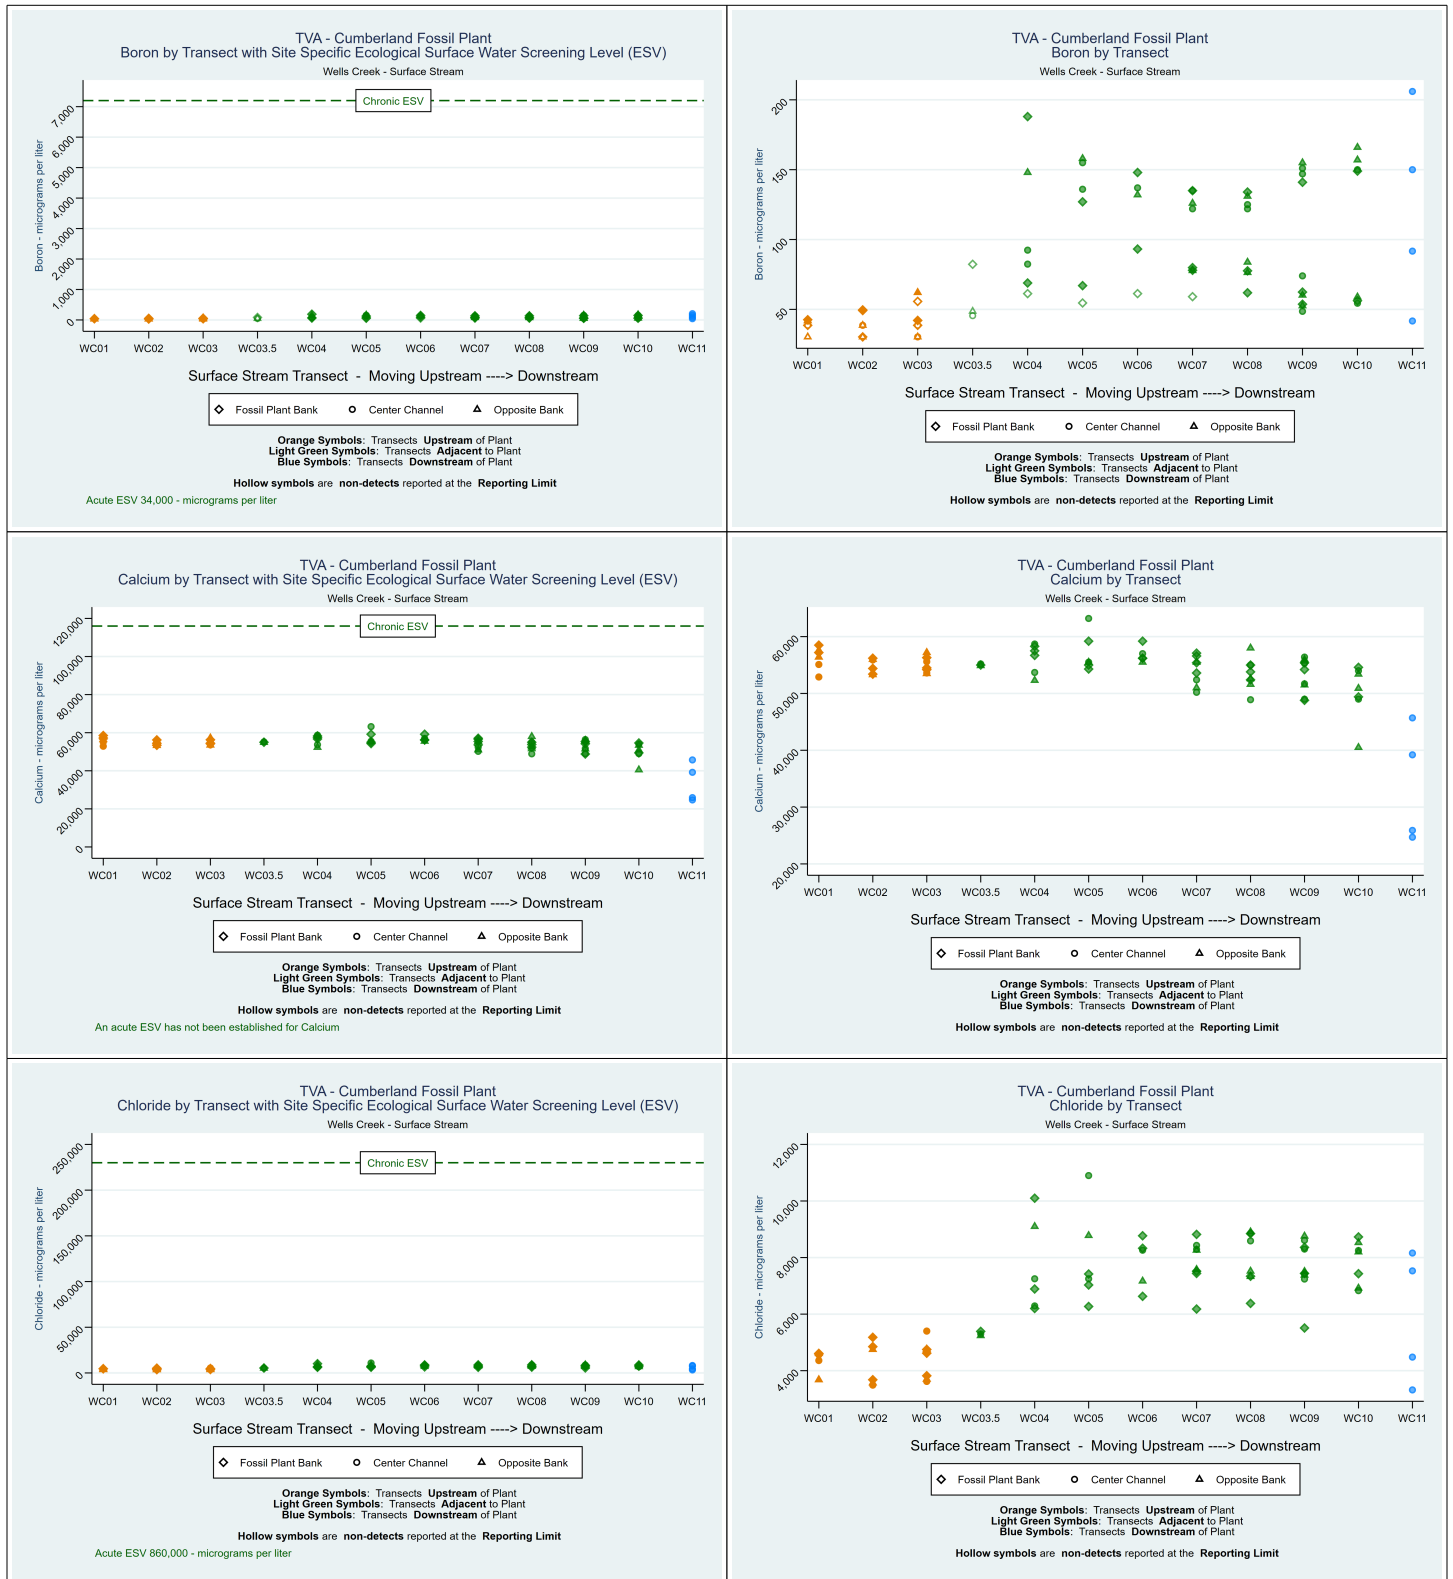 TVA - Cumberland Fossil Plant
Boron by Transect with Site Specific Ecological Surface Water Screening Level (ESV)
Wells Creek - Surface Stream
Chronic ESV
Boron - micrograms per liter
7,000
6,000
5,000
4,000
3,000
2,000
1,000
0
WC01 WC02 WC03 WC03.5 WC04 WC05 WC06 WC07 WC08 WC09 WC10 WC11
Surface Stream Transect - Moving Upstream ----> Downstream
Fossil Plant Bank Center Channel Opposite Bank
Orange Symbols: Transects Upstream of Plant
Light Green Symbols: Transects Adjacent to Plant
Blue Symbols: Transects Downstream of Plant
Hollow symbols are non-detects reported at the Reporting Limit
Acute ESV 34,000 - micrograms per liter
TVA - Cumberland Fossil Plant
Boron by Transect
Wells Creek - Surface Stream
Boron - micrograms per liter
200
150
100
50
WC01 WC02 WC03 WC03.5 WC04 WC05 WC06 WC07 WC08 WC09 WC10 WC11
Surface Stream Transect - Moving Upstream ----> Downstream
Fossil Plant Bank Center Channel Opposite Bank
Orange Symbols: Transects Upstream of Plant
Light Green Symbols: Transects Adjacent to Plant
Blue Symbols: Transects Downstream of Plant
Hollow symbols are non-detects reported at the Reporting Limit
TVA - Cumberland Fossil Plant
Calcium by Transect with Site Specific Ecological Surface Water Screening Level (ESV)
Wells Creek - Surface Stream
Chronic ESV
Calcium - micrograms per liter
120,000
100,000
80,000
60,000
40,000
20,000
0
WC01 WC02 WC03 WC03.5 WC04 WC05 WC06 WC07 WC08 WC09 WC10 WC11
Surface Stream Transect - Moving Upstream ----> Downstream
Fossil Plant Bank Center Channel Opposite Bank
Orange Symbols: Transects Upstream of Plant
Light Green Symbols: Transects Adjacent to Plant
Blue Symbols: Transects Downstream of Plant
Hollow symbols are non-detects reported at the Reporting Limit
An acute ESV has not been established for Calcium
TVA - Cumberland Fossil Plant
Calcium by Transect
Wells Creek - Surface Stream
Calcium - micrograms per liter
60,000
50,000
40,000
30,000
20,000
WC01 WC02 WC03 WC03.5 WC04 WC05 WC06 WC07 WC08 WC09 WC10 WC11
Surface Stream Transect - Moving Upstream ----> Downstream
Fossil Plant Bank Center Channel Opposite Bank
Orange Symbols: Transects Upstream of Plant
Light Green Symbols: Transects Adjacent to Plant
Blue Symbols: Transects Downstream of Plant
Hollow symbols are non-detects reported at the Reporting Limit
TVA - Cumberland Fossil Plant
Chloride by Transect with Site Specific Ecological Surface Water Screening Level (ESV)
Wells Creek - Surface Stream
Chronic ESV
Chloride - micrograms per liter
250,000
200,000
150,000
100,000
50,000
0
WC01 WC02 WC03 WC03.5 WC04 WC05 WC06 WC07 WC08 WC09 WC10 WC11
Surface Stream Transect - Moving Upstream ----> Downstream
Fossil Plant Bank Center Channel Opposite Bank
Orange Symbols: Transects Upstream of Plant
Light Green Symbols: Transects Adjacent to Plant
Blue Symbols: Transects Downstream of Plant
Hollow symbols are non-detects reported at the Reporting Limit
Acute ESV 860,000 - micrograms per liter
TVA - Cumberland Fossil Plant
Chloride by Transect
Wells Creek - Surface Stream
Chloride - micrograms per liter
12,000
10,000
8,000
6,000
4,000
WC01 WC02 WC03 WC03.5 WC04 WC05 WC06 WC07 WC08 WC09 WC10 WC11
Surface Stream Transect - Moving Upstream ----> Downstream
Fossil Plant Bank Center Channel Opposite Bank
Orange Symbols: Transects Upstream of Plant
Light Green Symbols: Transects Adjacent to Plant
Blue Symbols: Transects Downstream of Plant
Hollow symbols are non-detects reported at the Reporting Limit